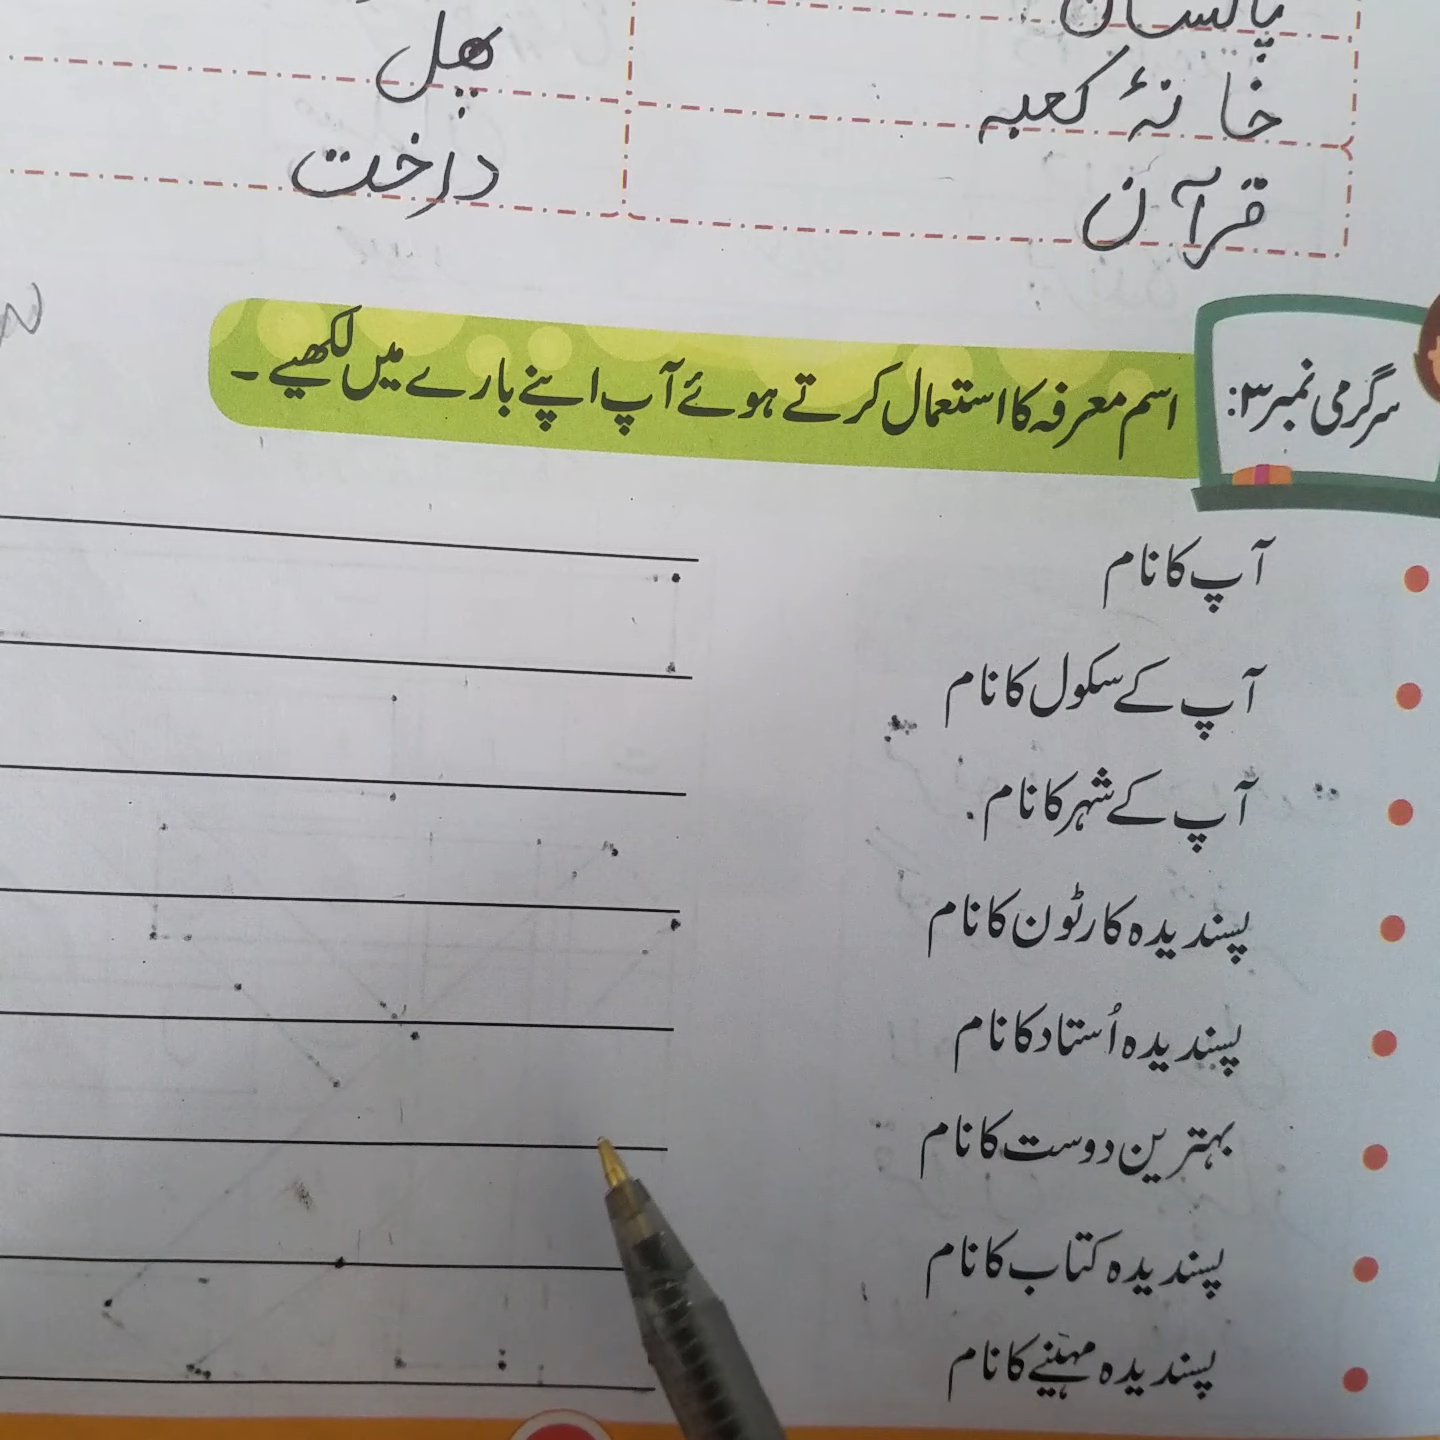 پاکستان
پھل
خانۂ کعبہ
درخت
قرآن
سرگرمی نمبر ۳: اسم معرفہ کا استعمال کرتے ہوئے آپ اپنے بارے میں لکھیے ۔
آپ کا نام
آپ کے سکول کا نام
آپ کے شہر کا نام
پسندیدہ کارٹون کا نام
پسندیدہ اُستاد کا نام
بہترین دوست کا نام
پسندیدہ کتاب کا نام
پسندیدہ مہینے کا نام